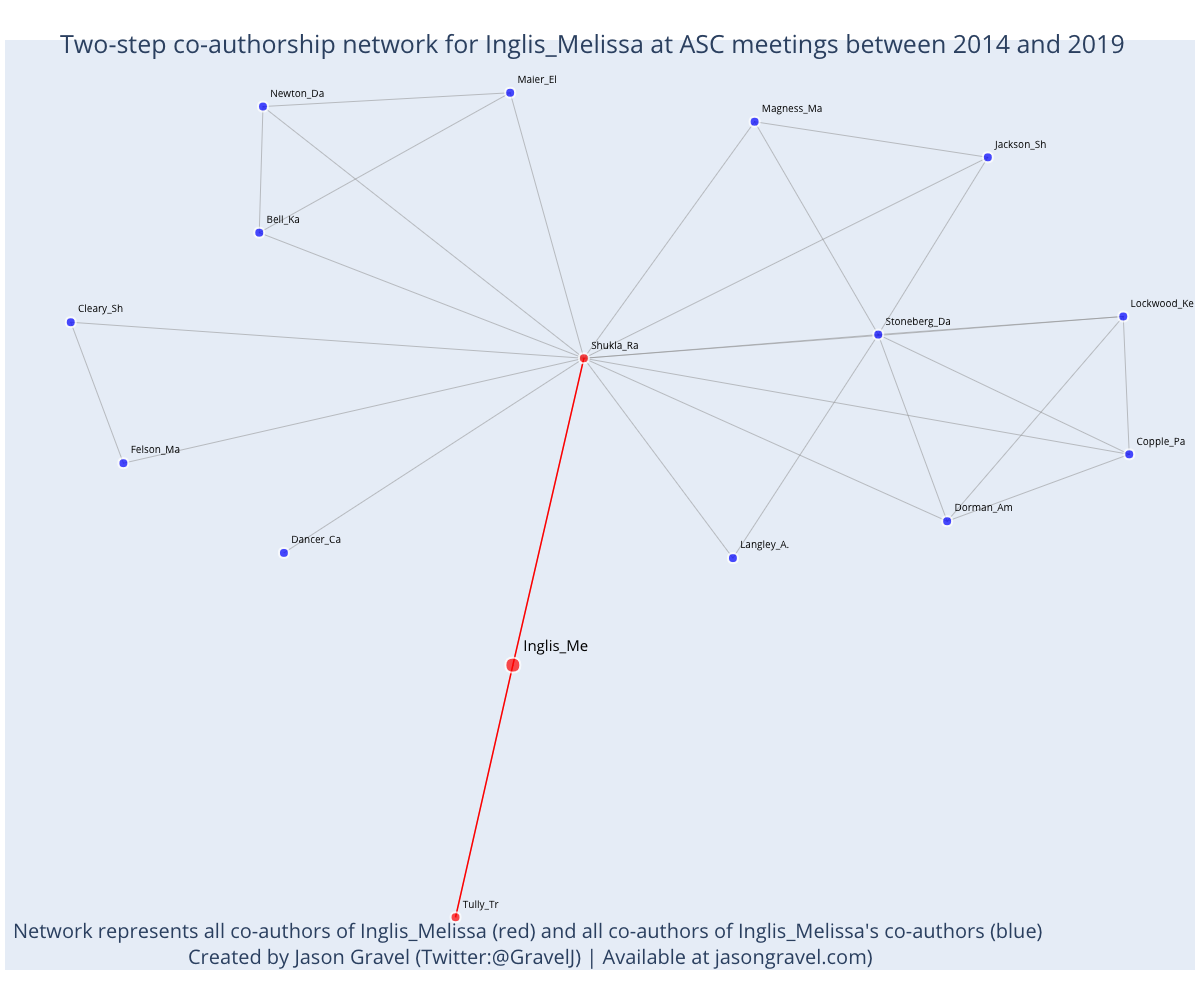 Two-step co-authorship network for Inglis_Melissa at ASC meetings between 2014 and 2019
Maier_El
Newton_Da
Magness_Ma
Jackson_Sh
Bell_Ka
Lockwood_Ke
Cleary_Sh
Stoneberg_Da
Shukla_Ra
Copple_Pa
Felson_Ma
Dorman_Am
Dancer_Ca
Langley_A.
Inglis_Me
Tully_Tr
Network represents all co-authors of Inglis_Melissa (red) and all co-authors of Inglis_Melissa's co-authors (blue)
Created by Jason Gravel (Twitter:@GravelJ) | Available at jasongravel.com)